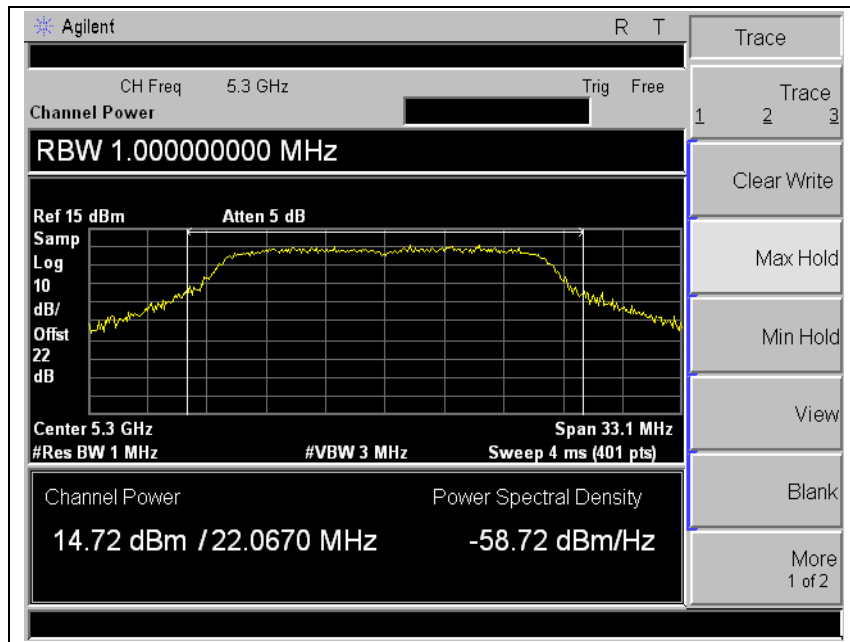 Agilent R T
CH Freq 5.3 GHz Trig Free
Channel Power
RBW 1.000000000 MHz
Ref 15 dBm Atten 5 dB
Samp
Log
10
dB/
Offst
22
dB
Center 5.3 GHz Span 33.1 MHz
#Res BW 1 MHz #VBW 3 MHz Sweep 4 ms (401 pts)
Channel Power Power Spectral Density
14.72 dBm / 22.0670 MHz -58.72 dBm/Hz
Trace
Trace
1 2 3
Clear Write
Max Hold
Min Hold
View
Blank
More
1 of 2